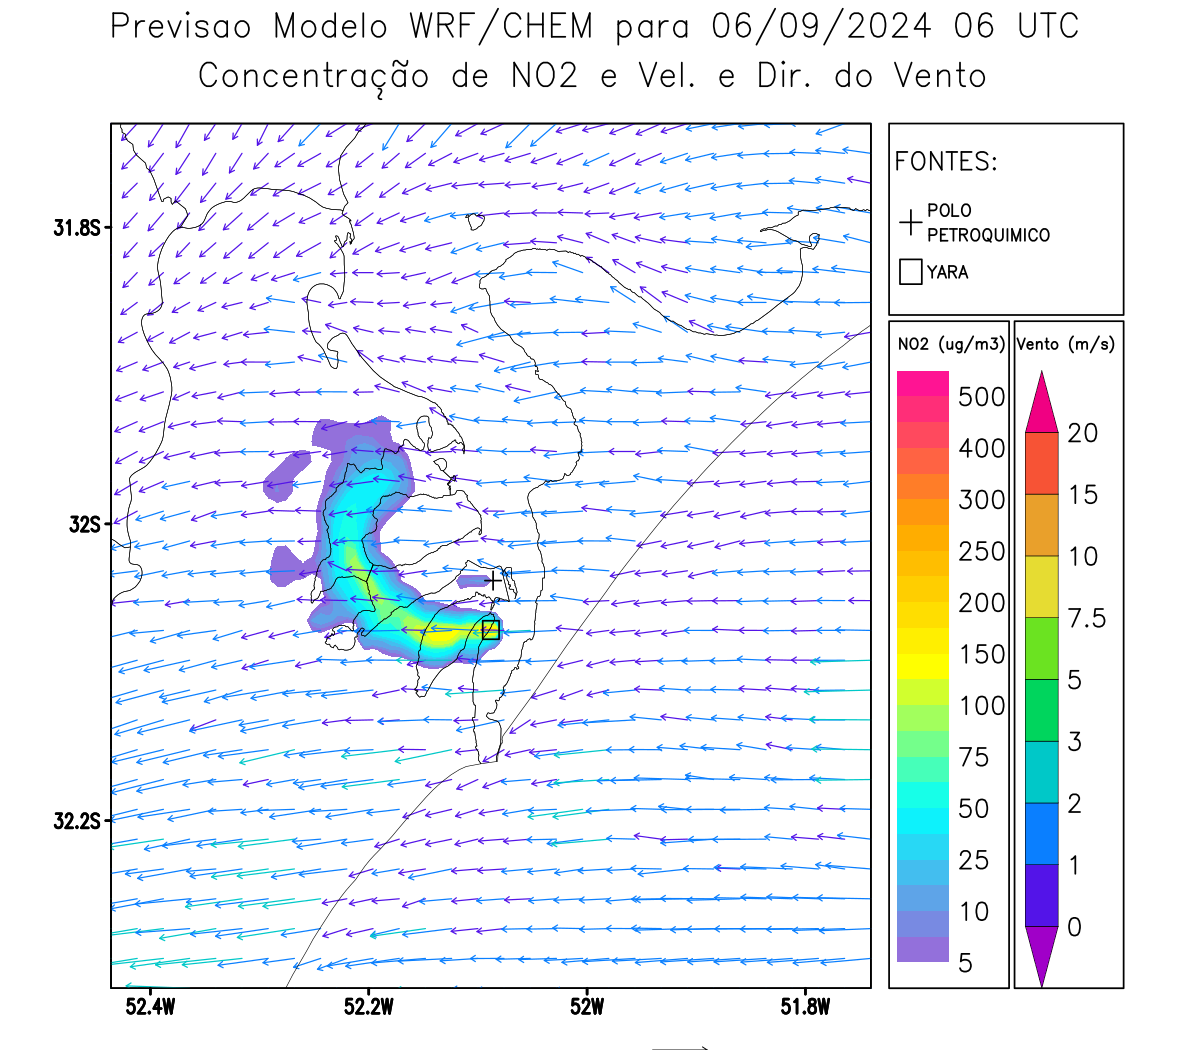 Previsao Modelo WRF/CHEM para 06/09/2024 06 UTC
Concentração de NO2 e Vel. e Dir. do Vento
FONTES:
POLO
PETROQUIMICO
YARA
NO2 (ug/m3)
500
400
300
250
200
150
100
75
50
25
10
5
Vento (m/s)
20
15
10
7.5
5
3
2
1
0
31.8S
32S
32.2S
52.4W
52.2W
52W
51.8W